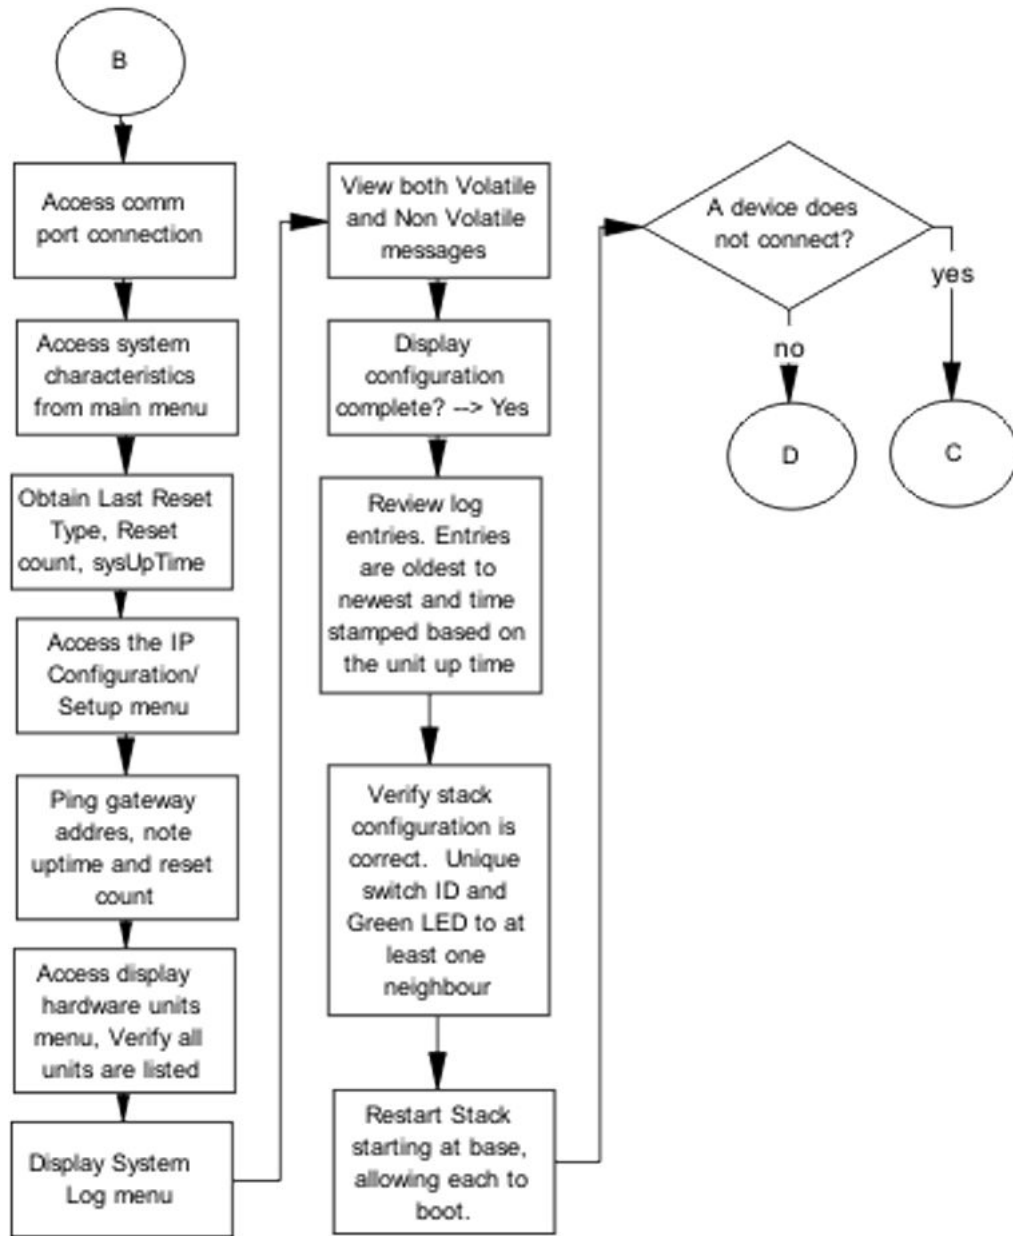 B
Access comm
port connection
Access system
characteristics
from main menu
Obtain Last Reset
Type, Reset
count, sysUpTime
Access the IP
Configuration/
Setup menu
Ping gateway
addres, note
uptime and reset
count
Access display
hardware units
menu, Verify all
units are listed
Display System
Log menu
View both Volatile
and Non Volatile
messages
Display
configuration
complete? --> Yes
Review log
entries. Entries
are oldest to
newest and time
stamped based on
the unit up time
Verify stack
configuration is
correct. Unique
switch ID and
Green LED to at
least one
neighbour
Restart Stack
starting at base,
allowing each to
boot.
A device does
not connect?
yes
no
D
C